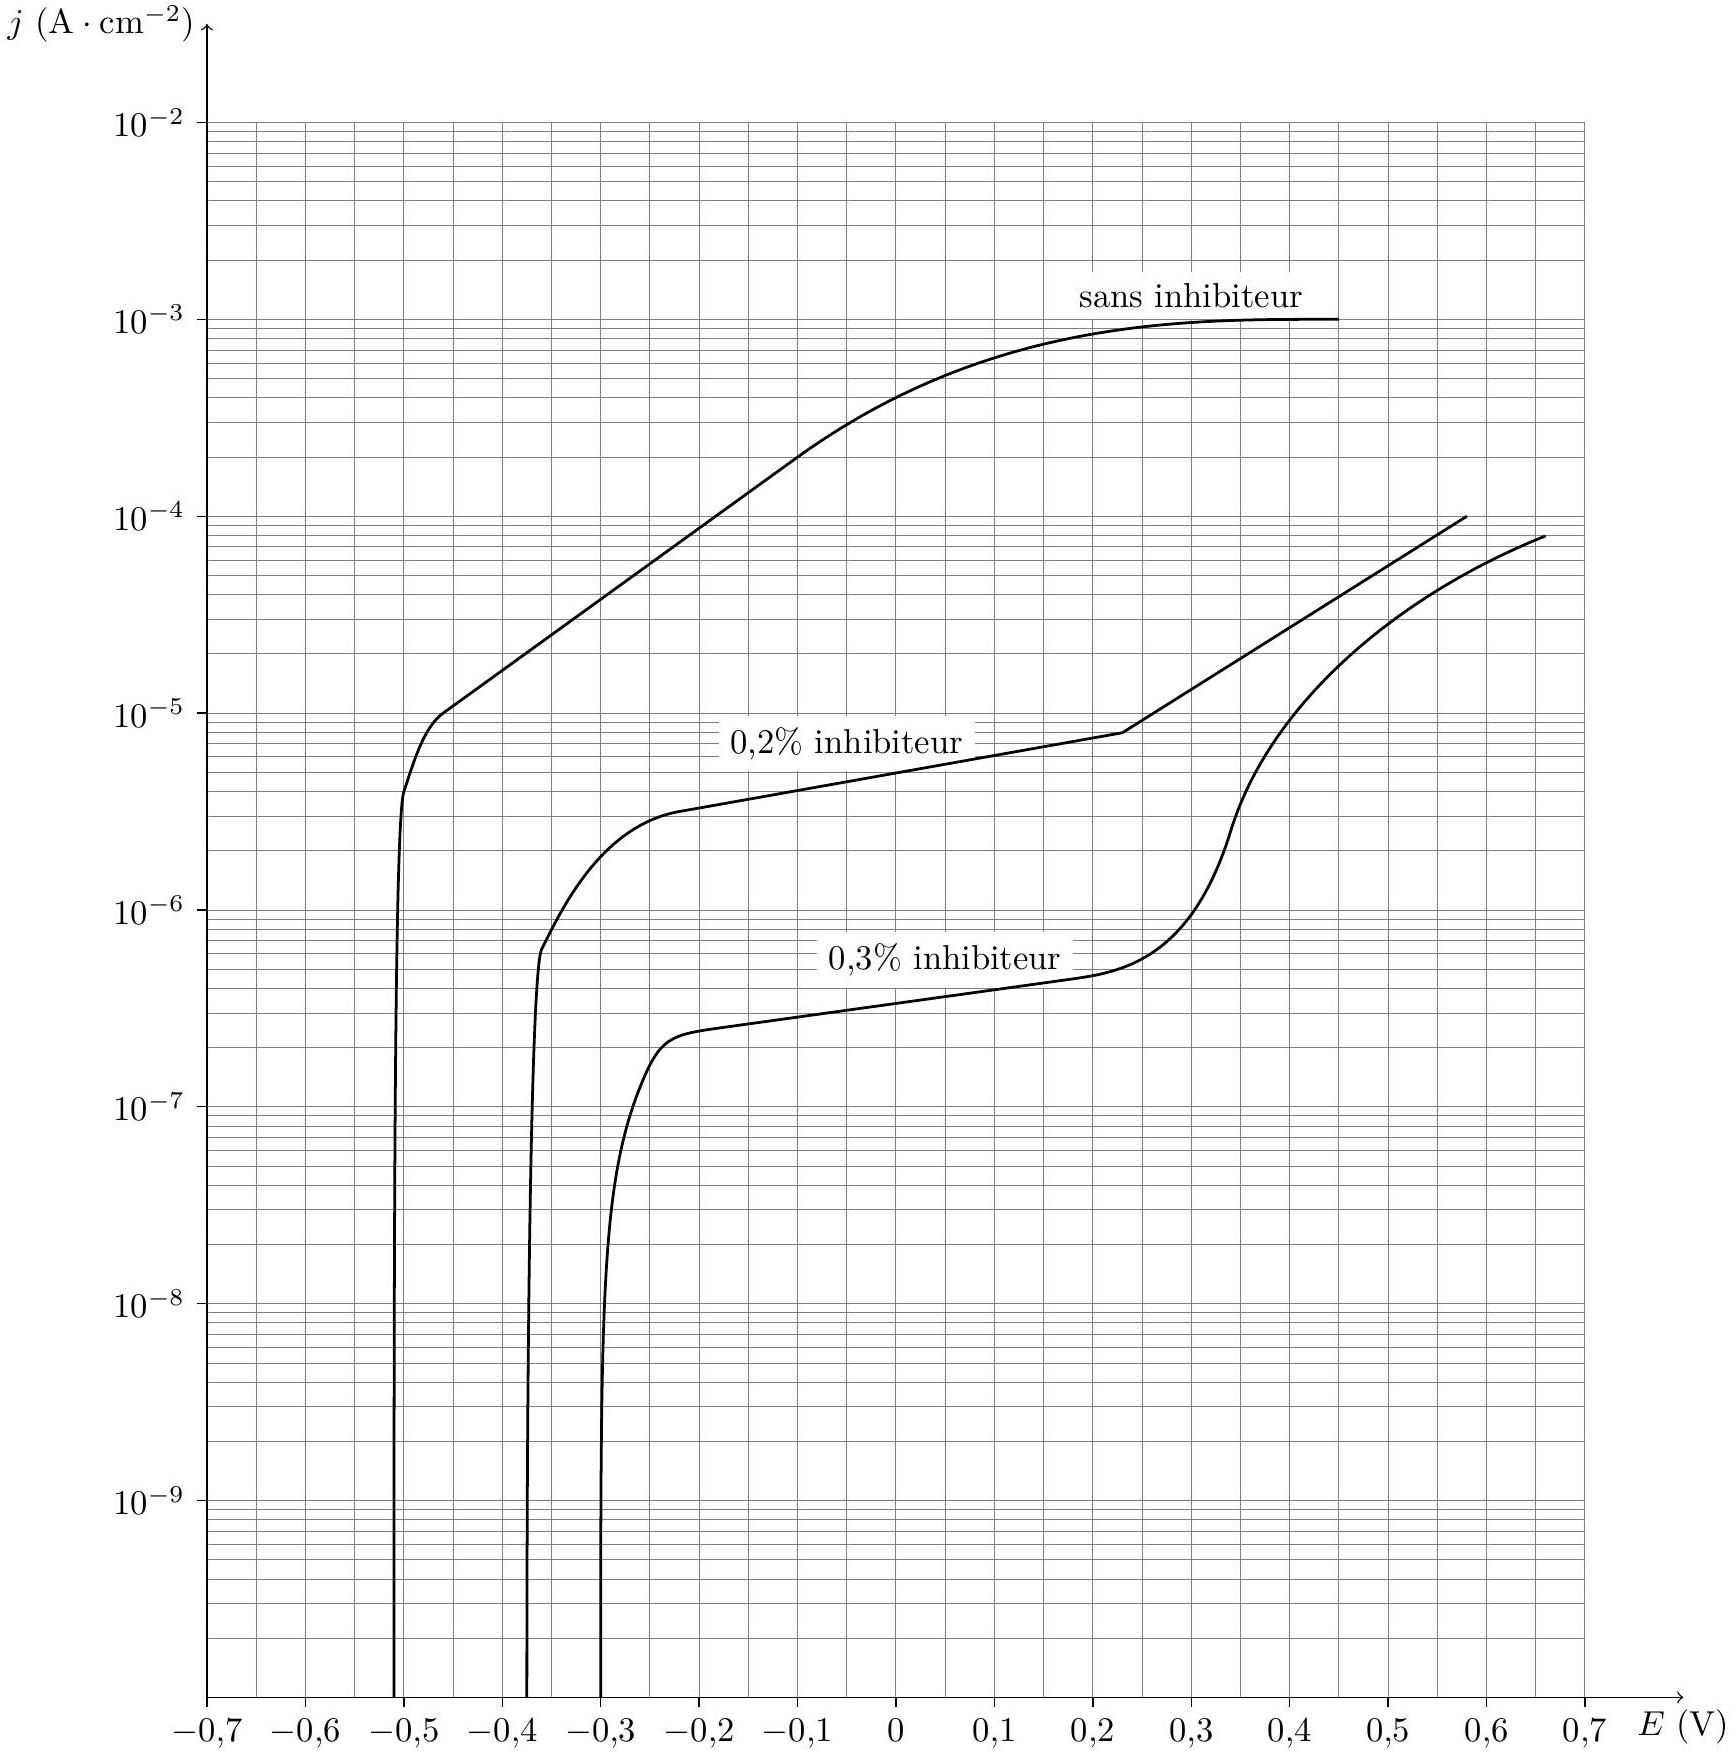 j (A · cm⁻²)
10⁻²
sans inhibiteur
10⁻³
10⁻⁴
10⁻⁵
0,2% inhibiteur
10⁻⁶
0,3% inhibiteur
10⁻⁷
10⁻⁸
10⁻⁹
−0,7 −0,6 −0,5 −0,4 −0,3 −0,2 −0,1 0 0,1 0,2 0,3 0,4 0,5 0,6 0,7 E (V)